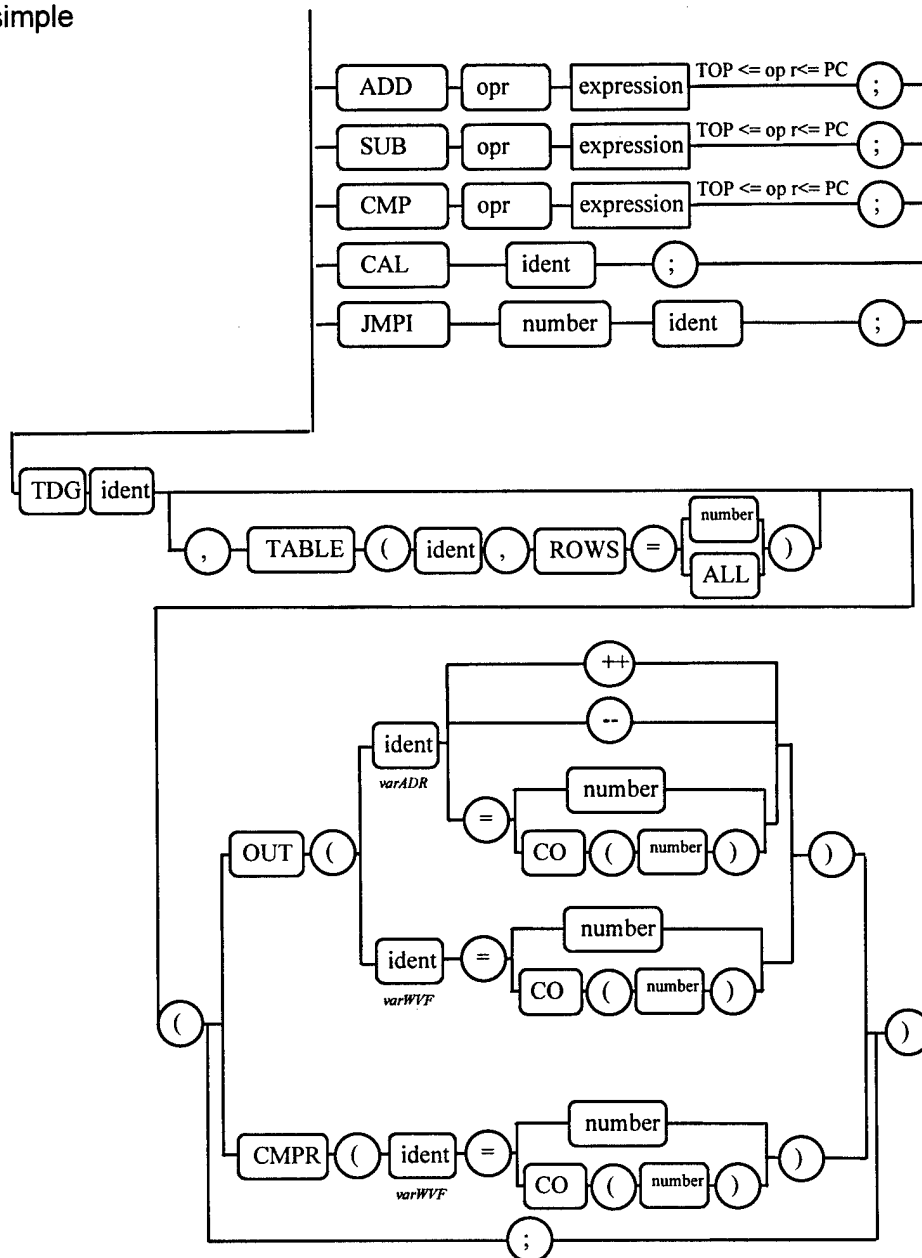 simple
ADD opr expression TOP <= op r<= PC ;
SUB opr expression TOP <= op r<= PC ;
CMP opr expression TOP <= op r<= PC ;
CAL ident ;
JMPI number ident ;
TDG ident
, TABLE ( ident , ROWS = number )
ALL
++
--
ident
varADR
number
=
CO ( number )
OUT ( )
number
ident =
varWVF
CO ( number )
( )
number
CMPR ( ident = )
varWVF
CO ( number )
;